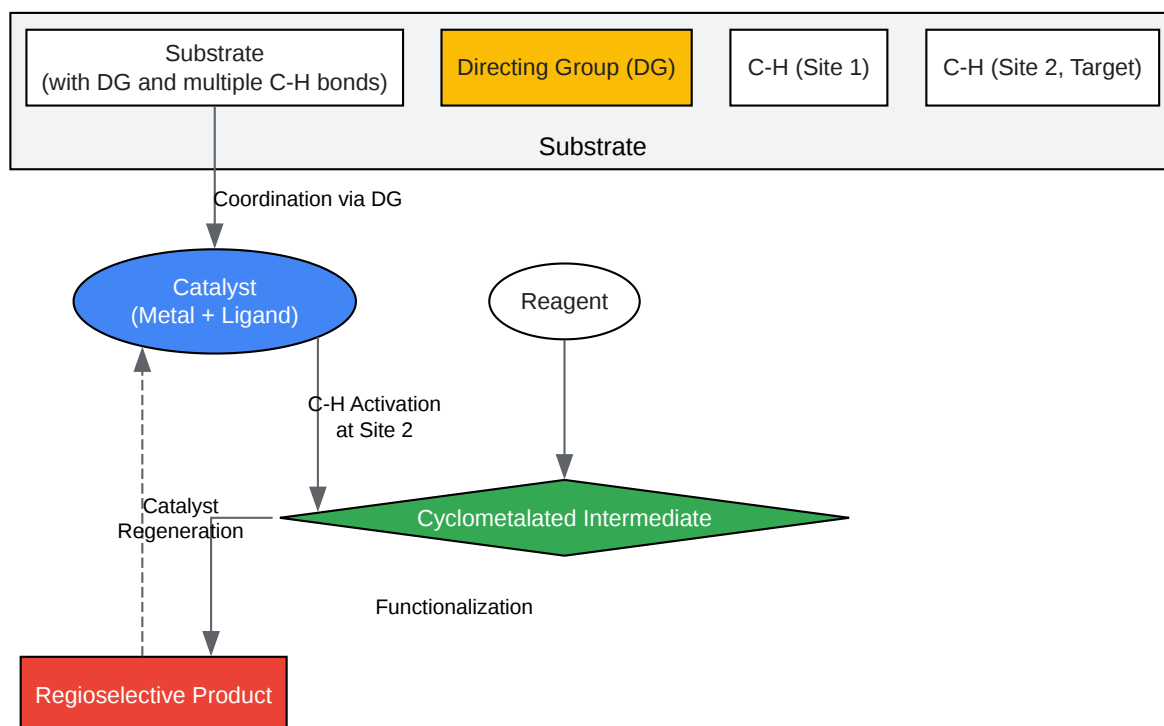 Substrate
(with DG and multiple C-H bonds)
Directing Group (DG)
C-H (Site 1)
C-H (Site 2, Target)
Substrate
Coordination via DG
Catalyst
(Metal + Ligand)
Reagent
C-H Activation
at Site 2
Catalyst
Regeneration
Cyclometalated Intermediate
Functionalization
Regioselective Product